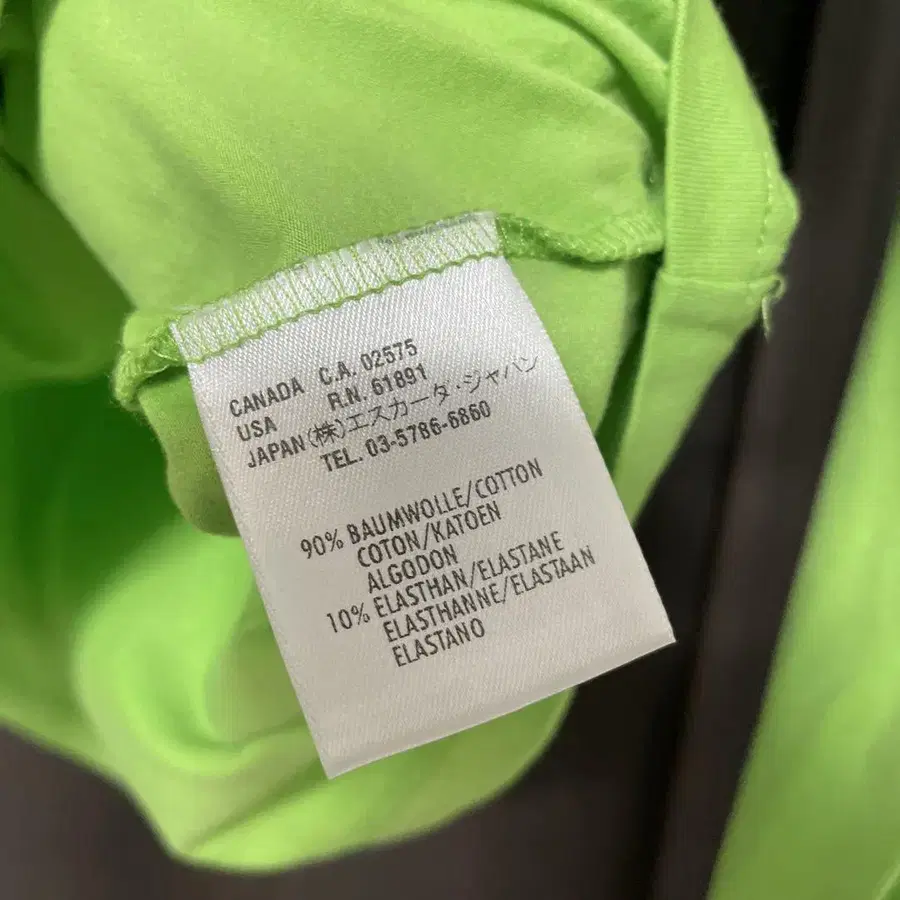 CANADA C.A. 02575
USA R.N. 61891
JAPAN(株)エスカーダ・ジャパン
TEL. 03-5786-6860
90% BAUMWOLLE/COTTON
COTON/KATOEN
ALGODON
10% ELASTHAN/ELASTANE
ELASTHANNE/ELASTAAN
ELASTANO